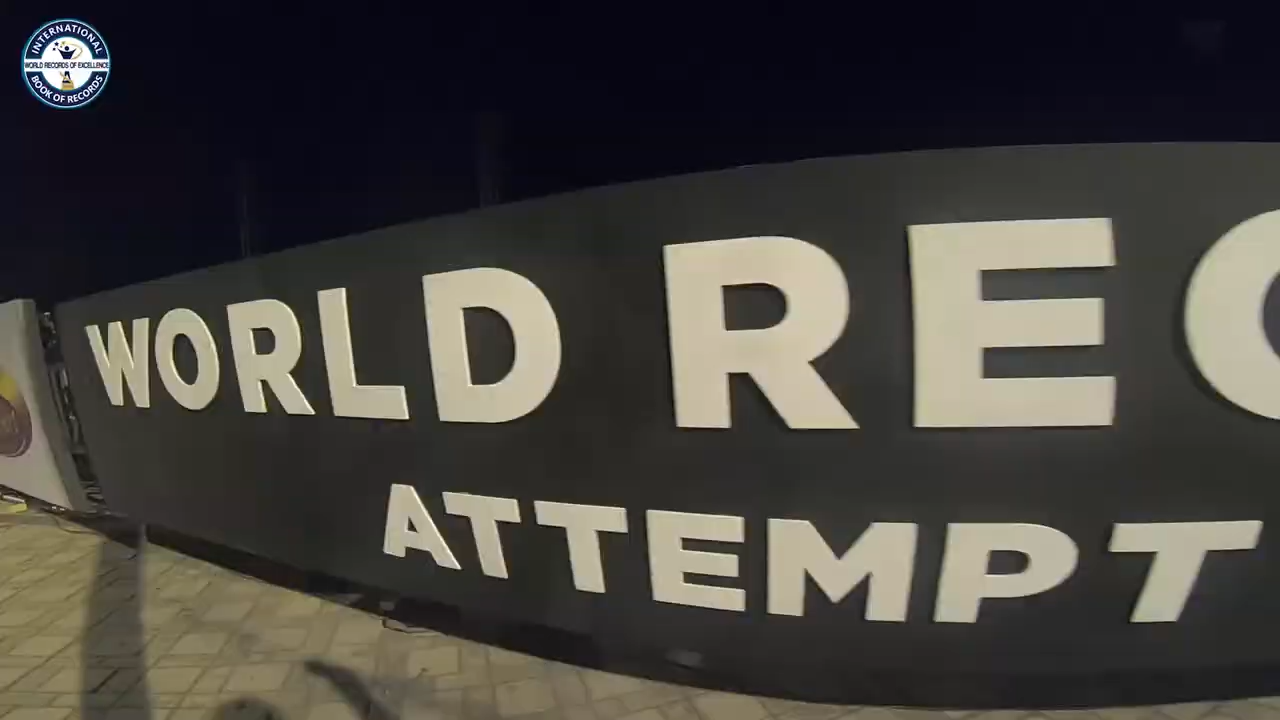 INTERNATIONAL
WORLD RECORDS OF EXCELLENCE
BOOK OF RECORDS
WORLD REC
ATTEMPT